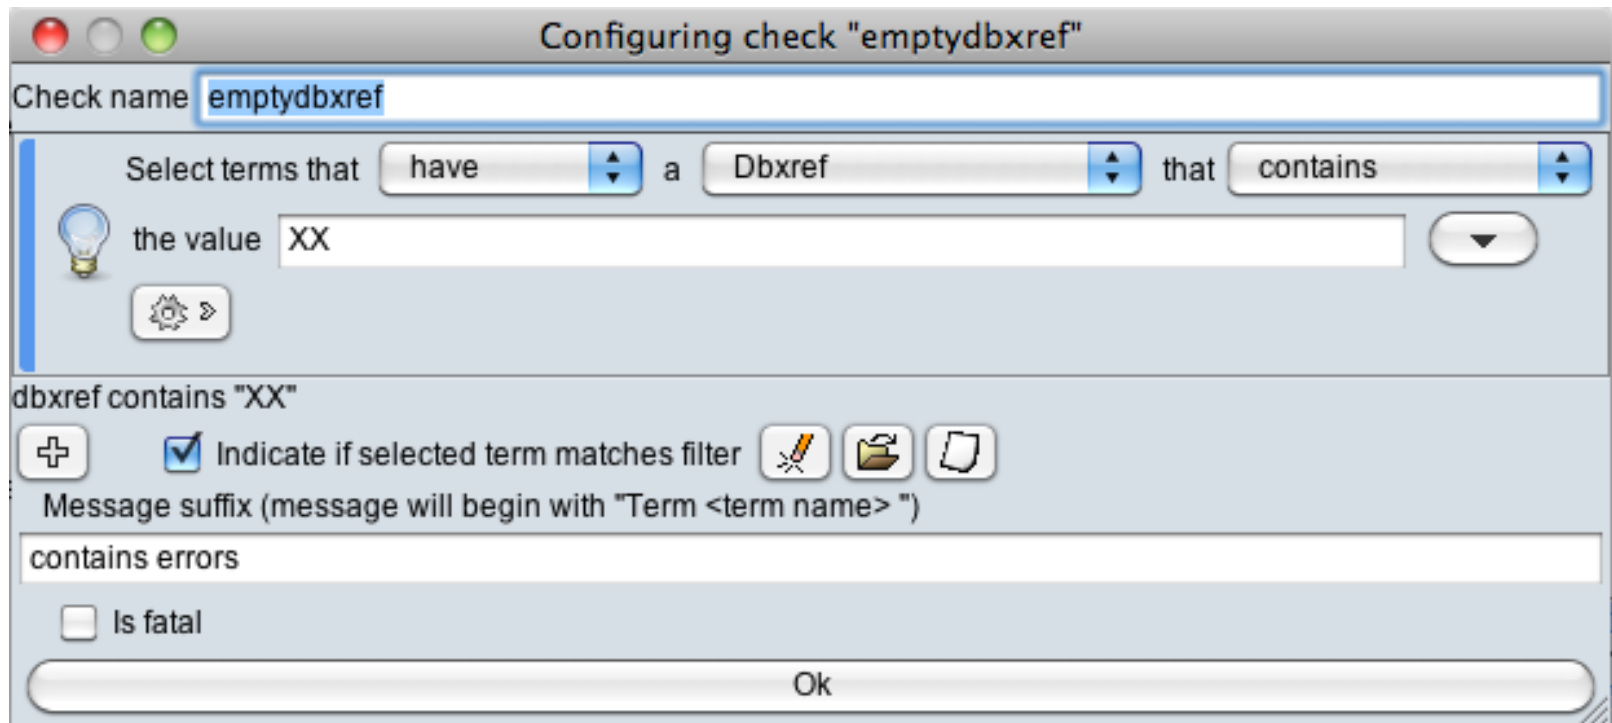 Configuring check "emptydbxref"
Check name emptydbxref
Select terms that have a Dbxref that contains
the value XX
dbxref contains "XX"
Indicate if selected term matches filter
Message suffix (message will begin with "Term <term name> ")
contains errors
Is fatal
Ok